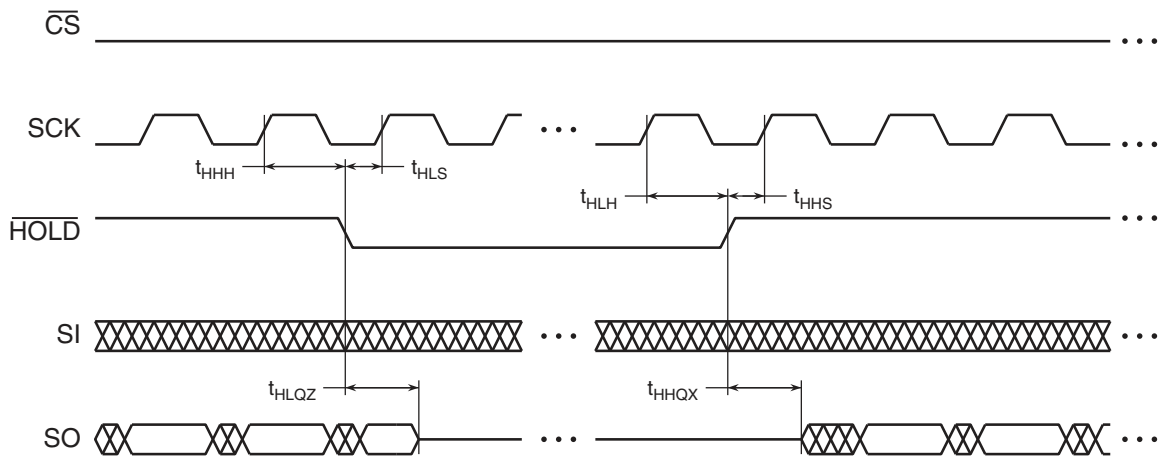 CS
SCK
tHHH
tHLS
tHLH
tHHS
HOLD
SI
tHLQZ
tHHQX
SO